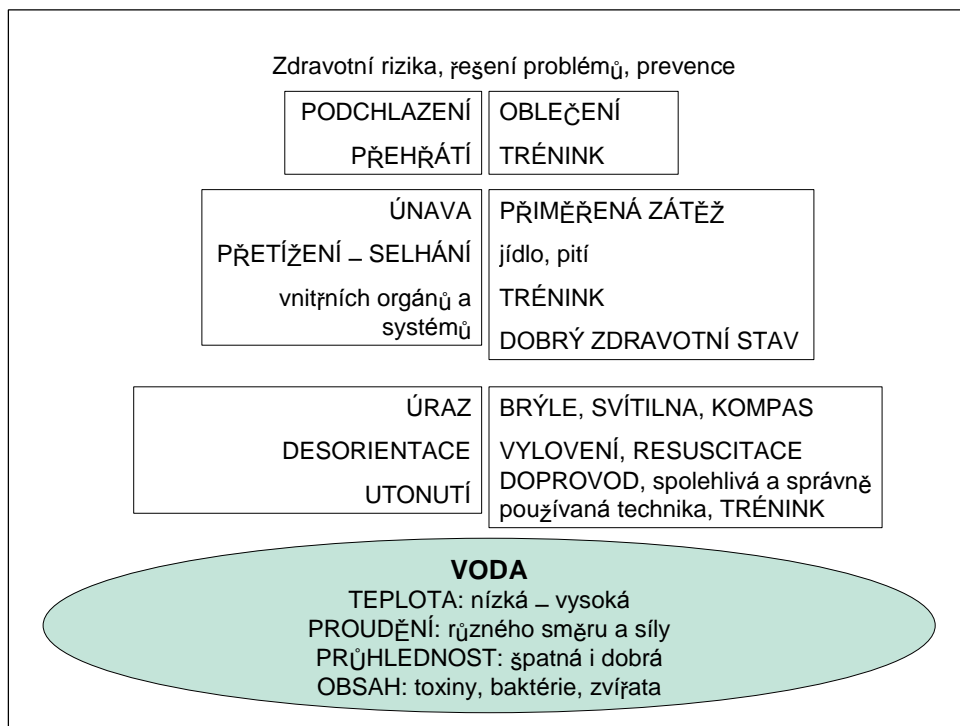 Zdravotní rizika, řešení problémů, prevence
PODCHLAZENÍ
PŘEHŘÁTÍ
OBLEČENÍ
TRÉNINK
ÚNAVA
PŘETÍŽENÍ – SELHÁNÍ
vnitřních orgánů a
systémů
PŘIMĚŘENÁ ZÁTĚŽ
jídlo, pití
TRÉNINK
DOBRÝ ZDRAVOTNÍ STAV
ÚRAZ
DESORIENTACE
UTONUTÍ
BRÝLE, SVÍTILNA, KOMPAS
VYLOVENÍ, RESUSCITACE
DOPROVOD, spolehlivá a správně
používaná technika, TRÉNINK
VODA
TEPLOTA: nízká – vysoká
PROUDĚNÍ: různého směru a síly
PRŮHLEDNOST: špatná i dobrá
OBSAH: toxiny, baktérie, zvířata